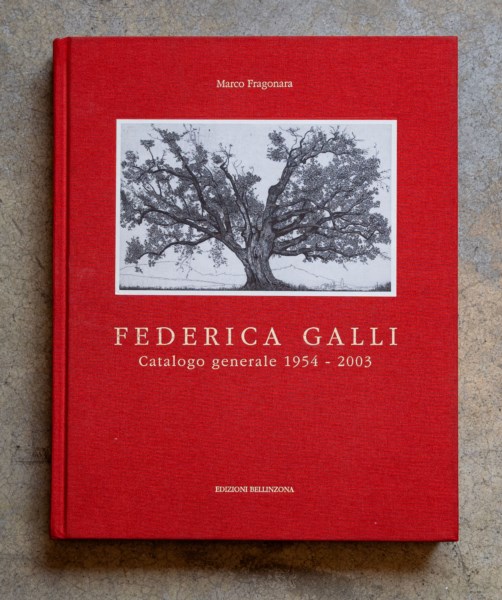 Marco Fragonara
FEDERICA GALLI
Catalogo generale 1954 - 2003
EDIZIONI BELLINZONA